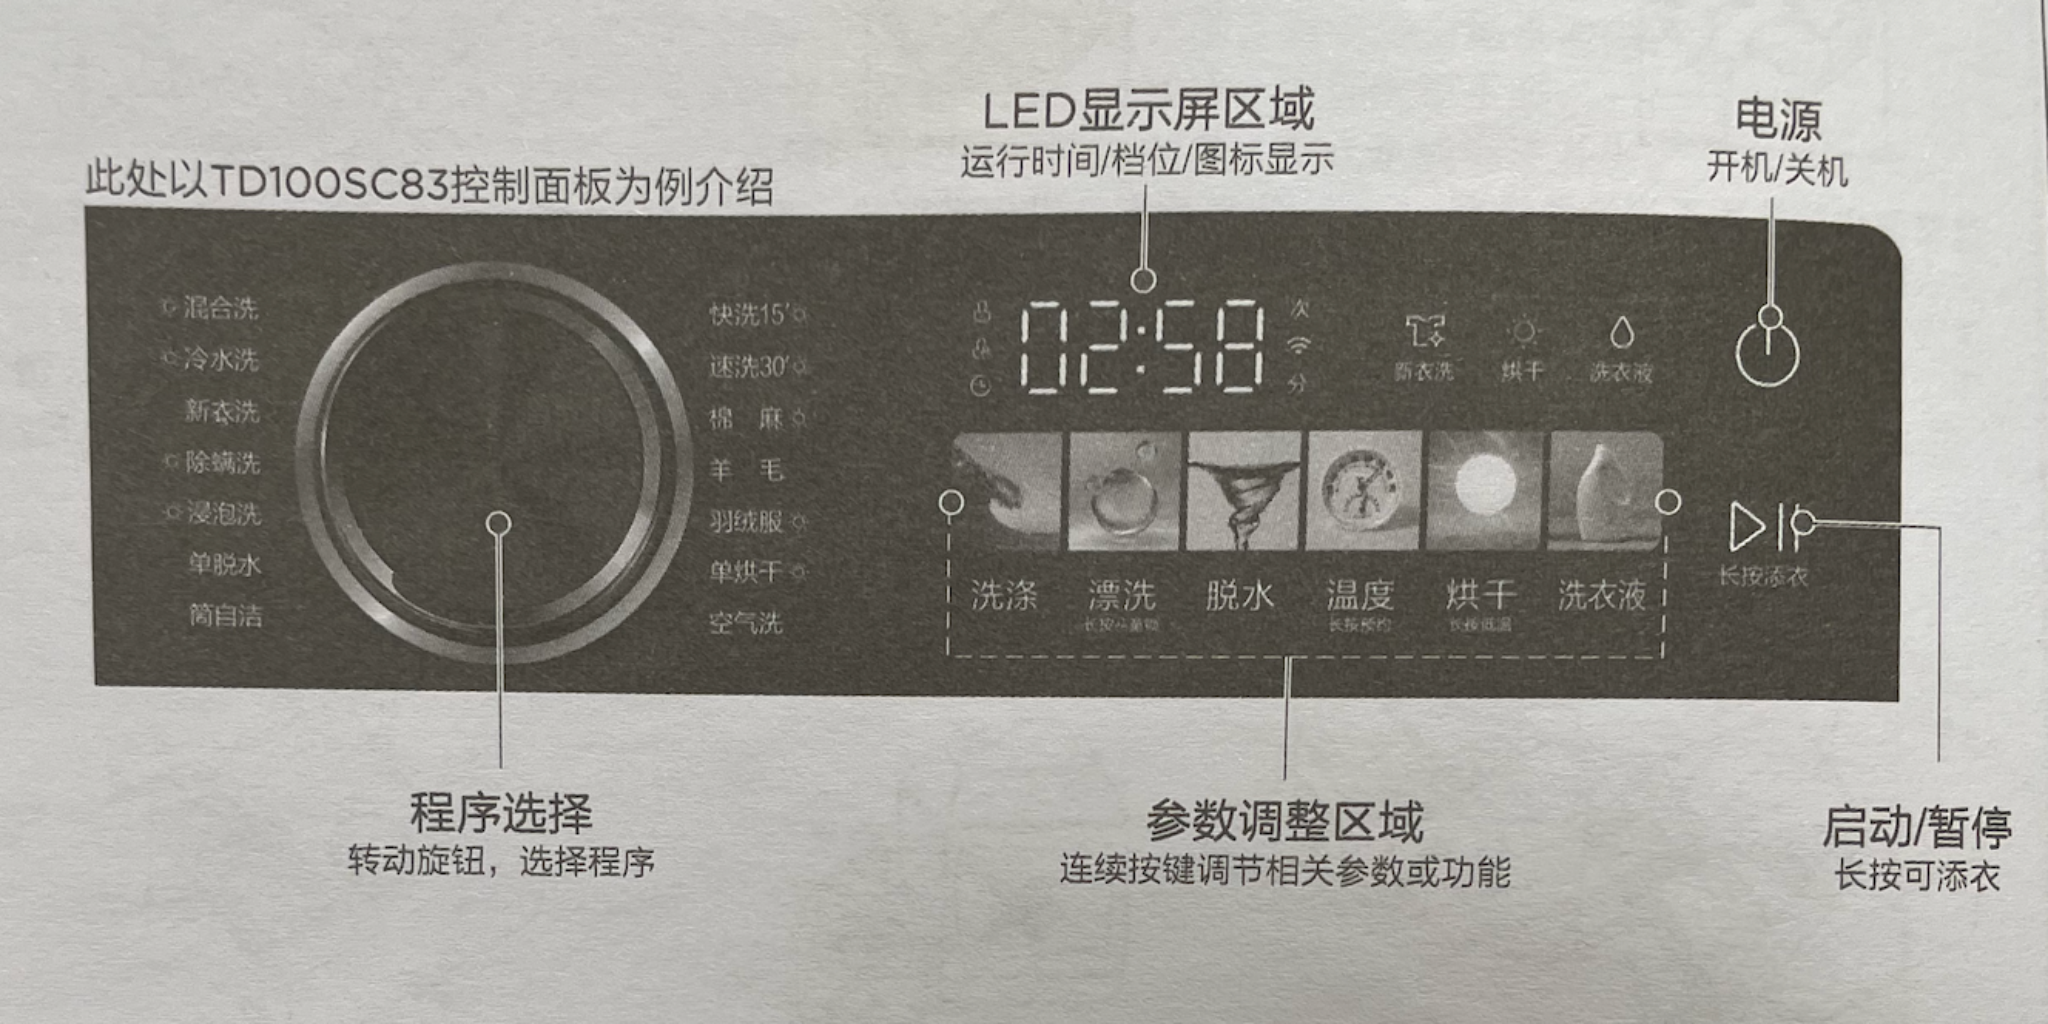 LED显示屏区域
运行时间/档位/图标显示
电源
开机/关机
此处以TD100SC83控制面板为例介绍
混合洗
冷水洗
新衣洗
除螨洗
浸泡洗
单脱水
筒自洁
快洗15'
速洗30'
棉 麻
羊 毛
羽绒服
单烘干
空气洗
02:58
次
分
新衣洗
烘干
洗衣液
洗涤
漂洗
脱水
温度
长按预约
烘干
长按低温
洗衣液
长按添衣
程序选择
转动旋钮，选择程序
参数调整区域
连续按键调节相关参数或功能
启动/暂停
长按可添衣